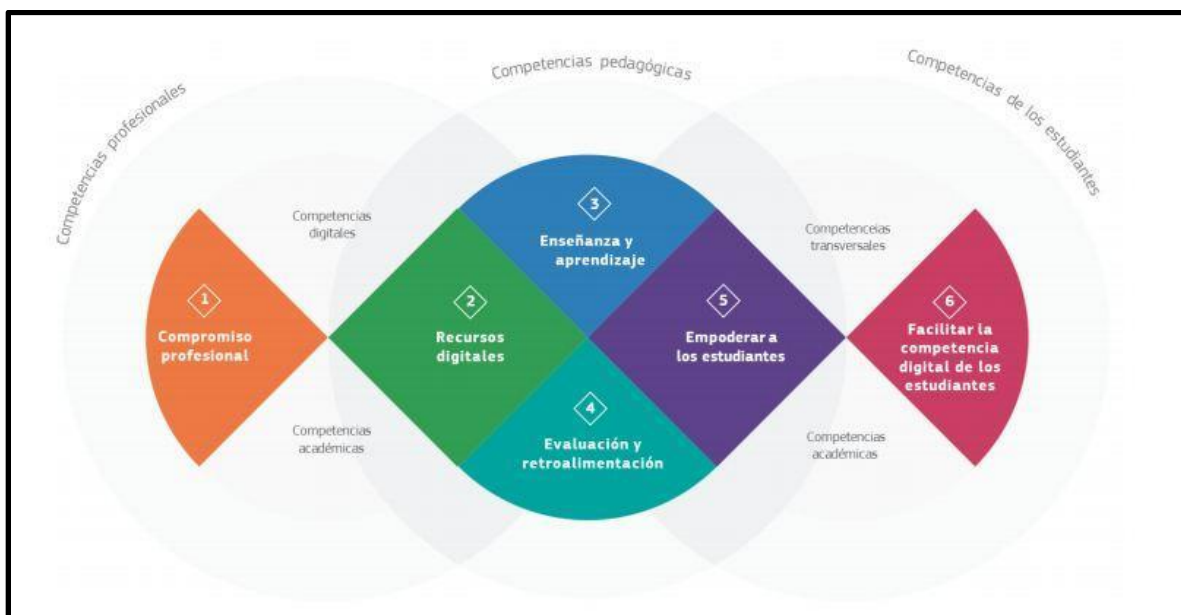 Competencias profesionales
Competencias pedagógicas
Competencias de los estudiantes
Competencias
digitales
Competencias
académicas
1
Compromiso
profesional
2
Recursos
digitales
3
Enseñanza y
aprendizaje
4
Evaluación y
retroalimentación
5
Empoderar a
los estudiantes
Competenceias
transversales
Competencias
académicas
6
Facilitar la
competencia
digital de los
estudiantes